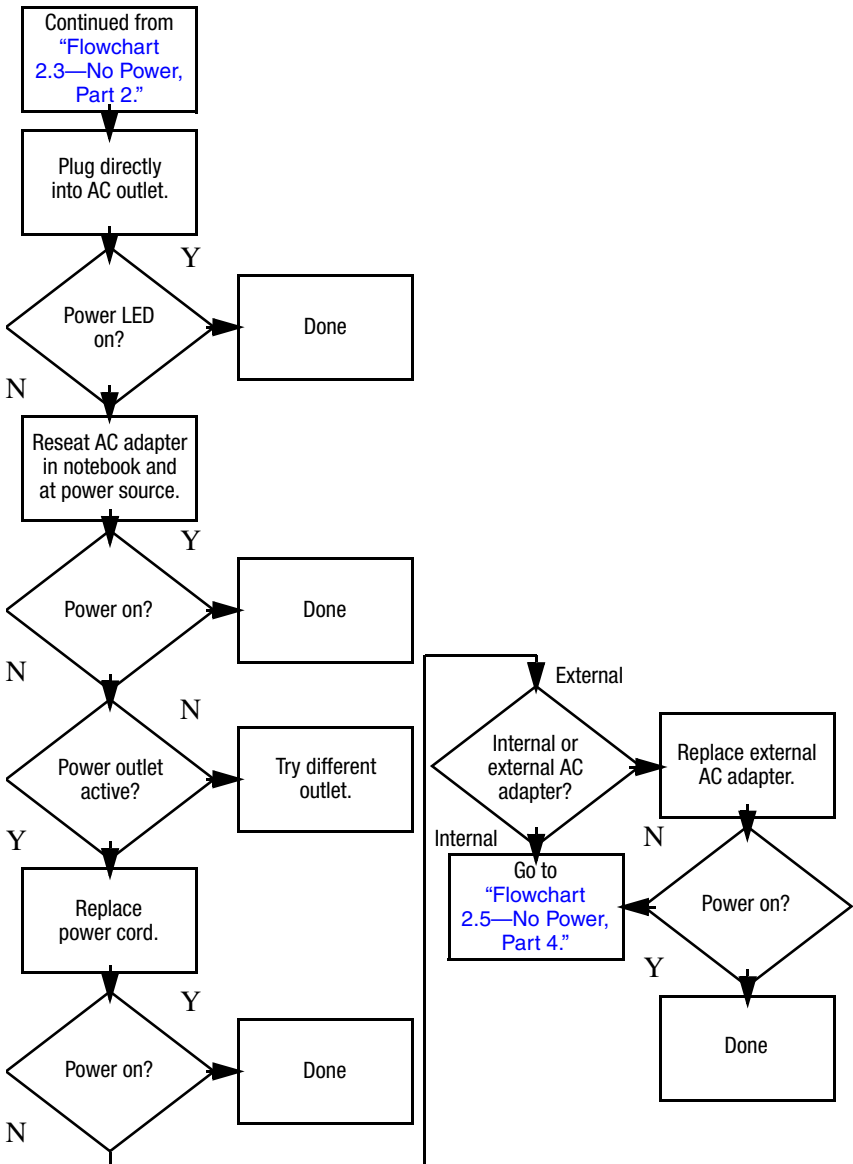 Continued from
“Flowchart
2.3—No Power,
Part 2.”
Plug directly
into AC outlet.
Y
Power LED
on?
Done
N
Reseat AC adapter
in notebook and
at power source.
Y
Power on?
Done
N
N
Power outlet
active?
Try different
outlet.
Y
Replace
power cord.
Y
Power on?
Done
N
External
Internal or
external AC
adapter?
Replace external
AC adapter.
Internal
N
Go to
“Flowchart
2.5—No Power,
Part 4.”
Power on?
Y
Done